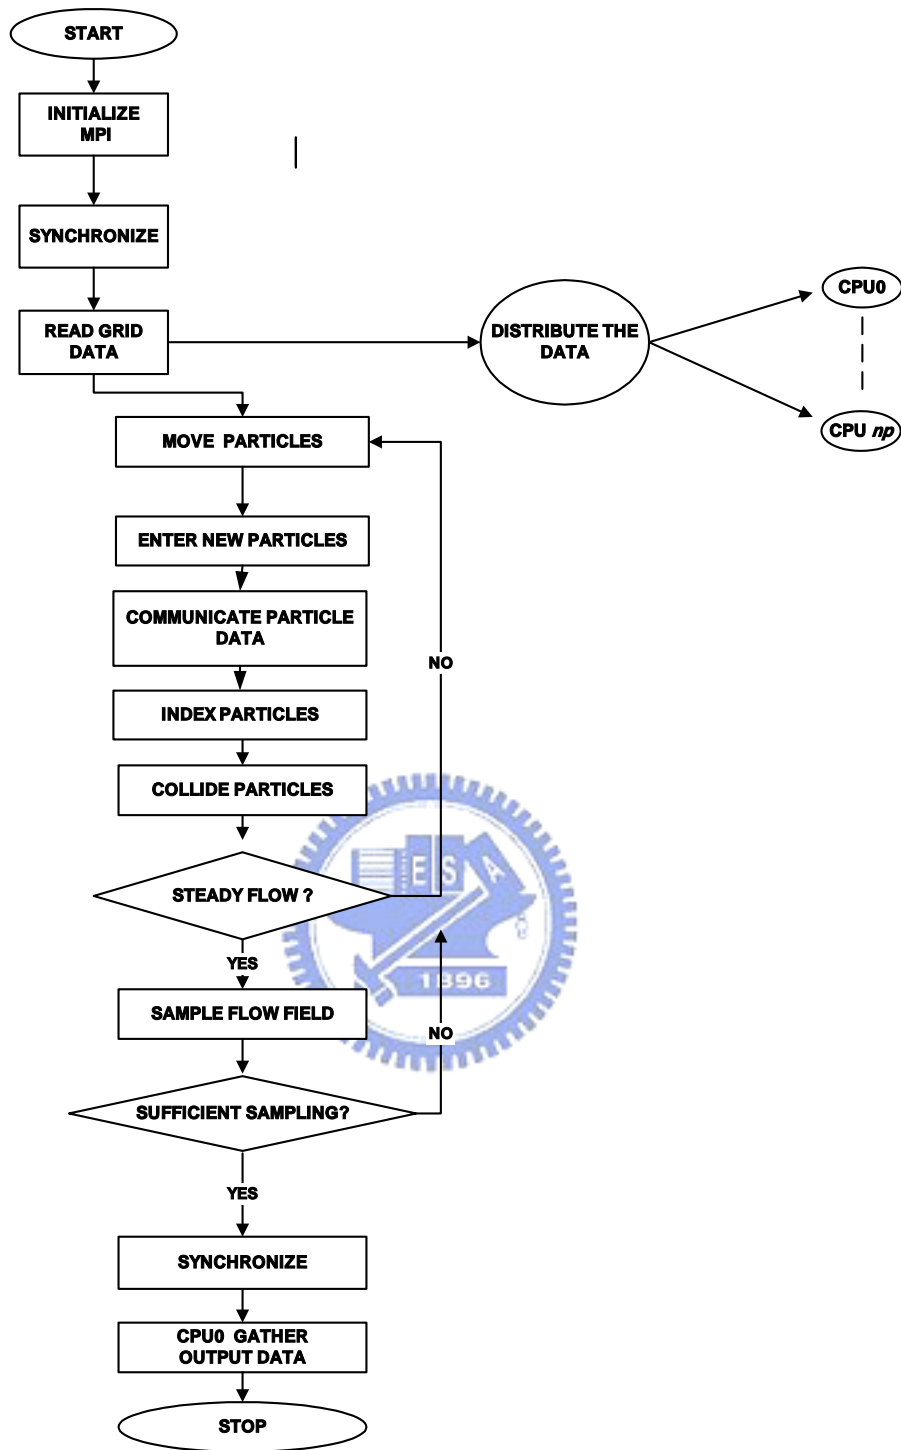 START
INITIALIZE
MPI
SYNCHRONIZE
READ GRID
DATA
DISTRIBUTE THE
DATA
CPU0
CPU np
MOVE PARTICLES
ENTER NEW PARTICLES
COMMUNICATE PARTICLE
DATA
NO
INDEX PARTICLES
COLLIDE PARTICLES
E S A
STEADY FLOW ?
YES
1896
SAMPLE FLOW FIELD
NO
SUFFICIENT SAMPLING?
YES
SYNCHRONIZE
CPU0 GATHER
OUTPUT DATA
STOP